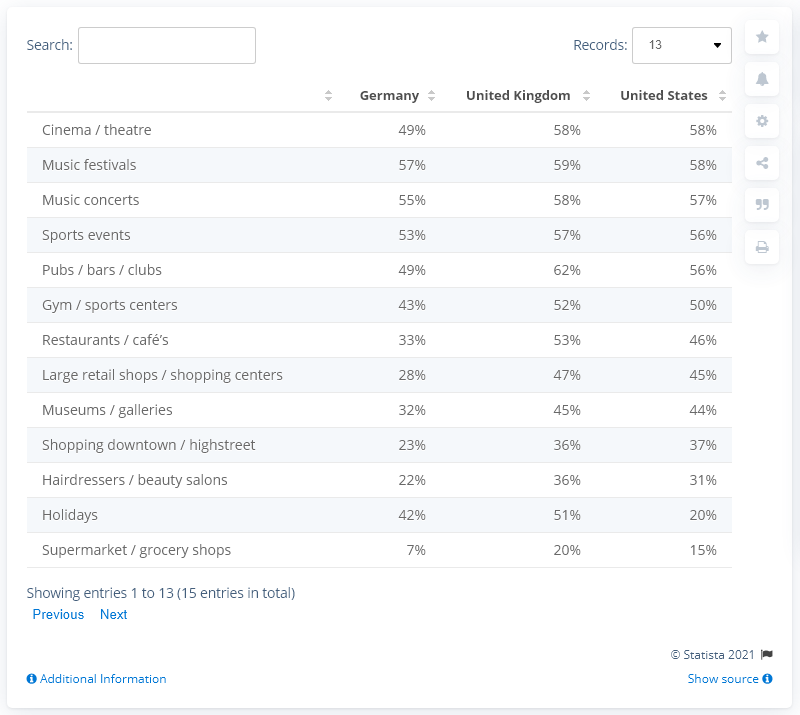 Search: Records: 13
Germany United Kingdom United States
Cinema / theatre 49% 58% 58%
Music festivals 57% 59% 58%
Music concerts 55% 58% 57%
Sports events 53% 57% 56%
Pubs / bars / clubs 49% 62% 56%
Gym / sports centers 43% 52% 50%
Restaurants / café’s 33% 53% 46%
Large retail shops / shopping centers 28% 47% 45%
Museums / galleries 32% 45% 44%
Shopping downtown / highstreet 23% 36% 37%
Hairdressers / beauty salons 22% 36% 31%
Holidays 42% 51% 20%
Supermarket / grocery shops 7% 20% 15%
Showing entries 1 to 13 (15 entries in total)
Previous Next
© Statista 2021
Additional Information Show source